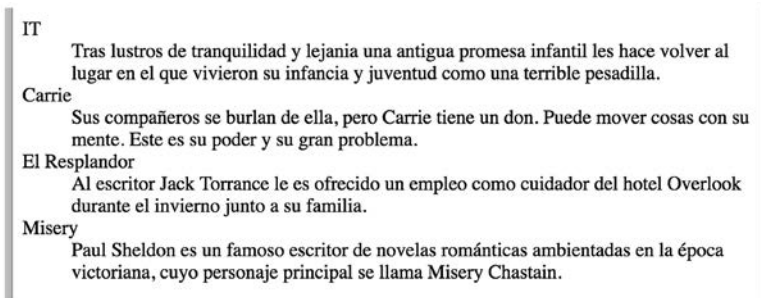 IT
Tras lustros de tranquilidad y lejania una antigua promesa infantil les hace volver al
lugar en el que vivieron su infancia y juventud como una terrible pesadilla.
Carrie
Sus compañeros se burlan de ella, pero Carrie tiene un don. Puede mover cosas con su
mente. Este es su poder y su gran problema.
El Resplandor
Al escritor Jack Torrance le es ofrecido un empleo como cuidador del hotel Overlook
durante el invierno junto a su familia.
Misery
Paul Sheldon es un famoso escritor de novelas románticas ambientadas en la época
victoriana, cuyo personaje principal se llama Misery Chastain.